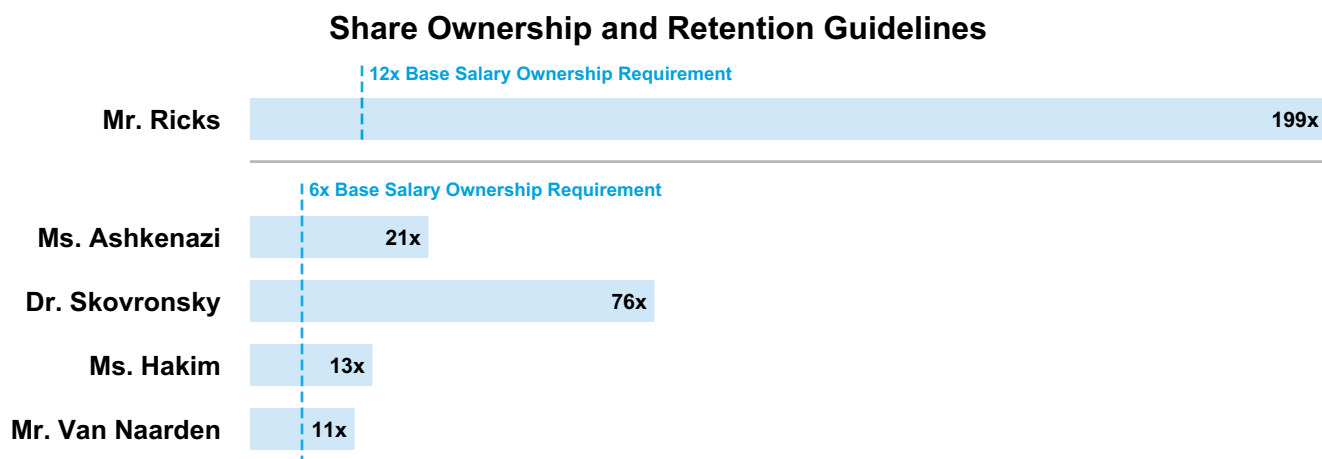 Share Ownership and Retention Guidelines
12x Base Salary Ownership Requirement
Mr. Ricks 199x
6x Base Salary Ownership Requirement
Ms. Ashkenazi 21x
Dr. Skovronsky 76x
Ms. Hakim 13x
Mr. Van Naarden 11x